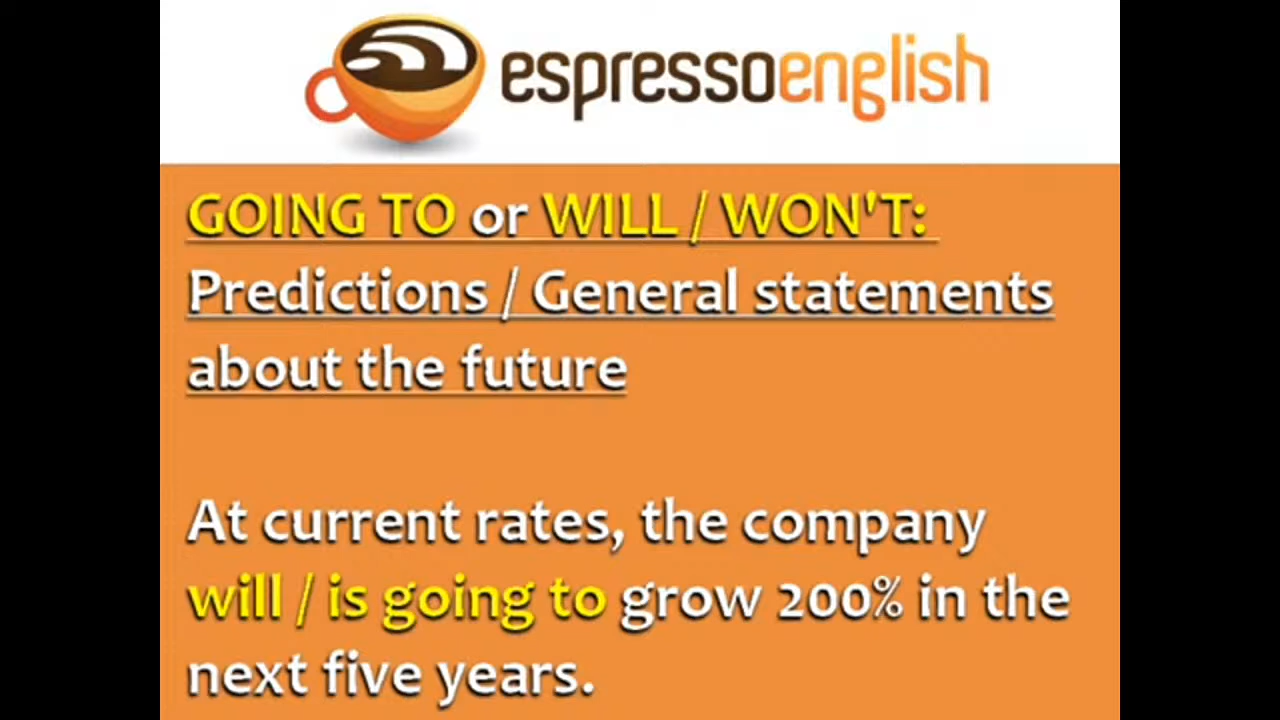 espressoenglish
GOING TO or WILL / WON'T:
Predictions / General statements
about the future
At current rates, the company
will / is going to grow 200% in the
next five years.